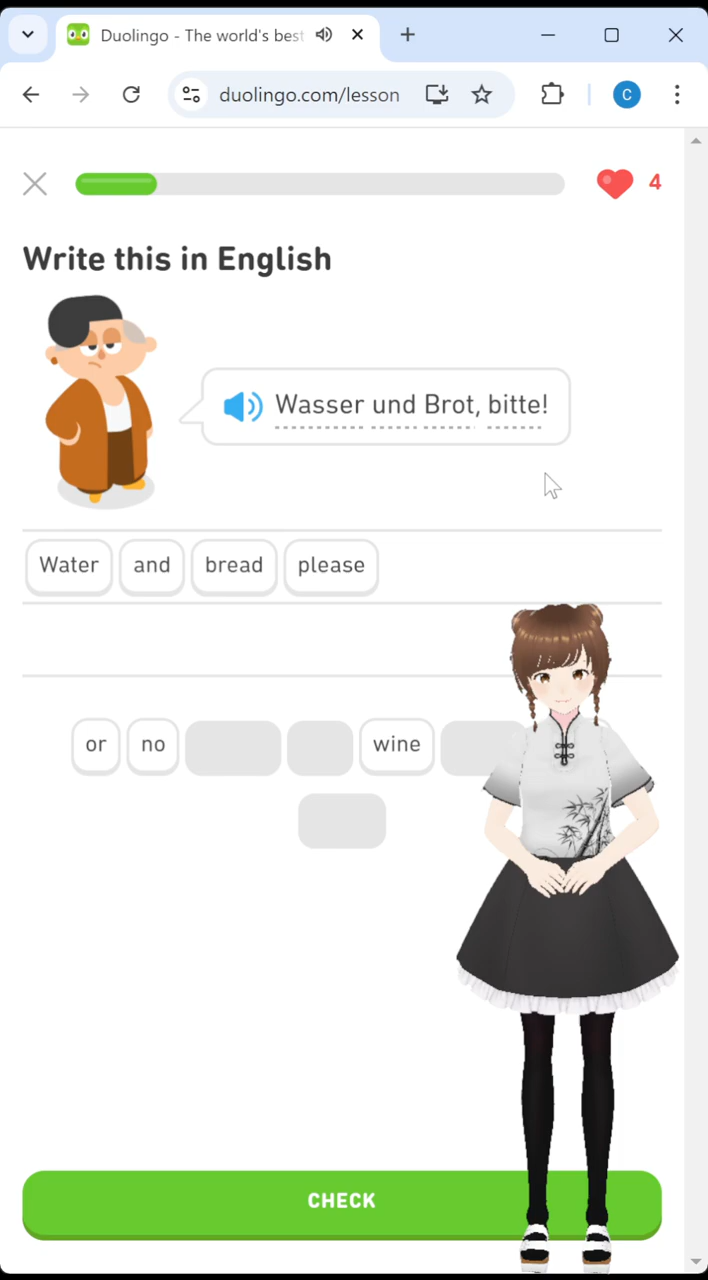 Duolingo - The world's best
duolingo.com/lesson
C
4
Write this in English
Wasser und Brot, bitte!
Water and bread please
or no wine
CHECK